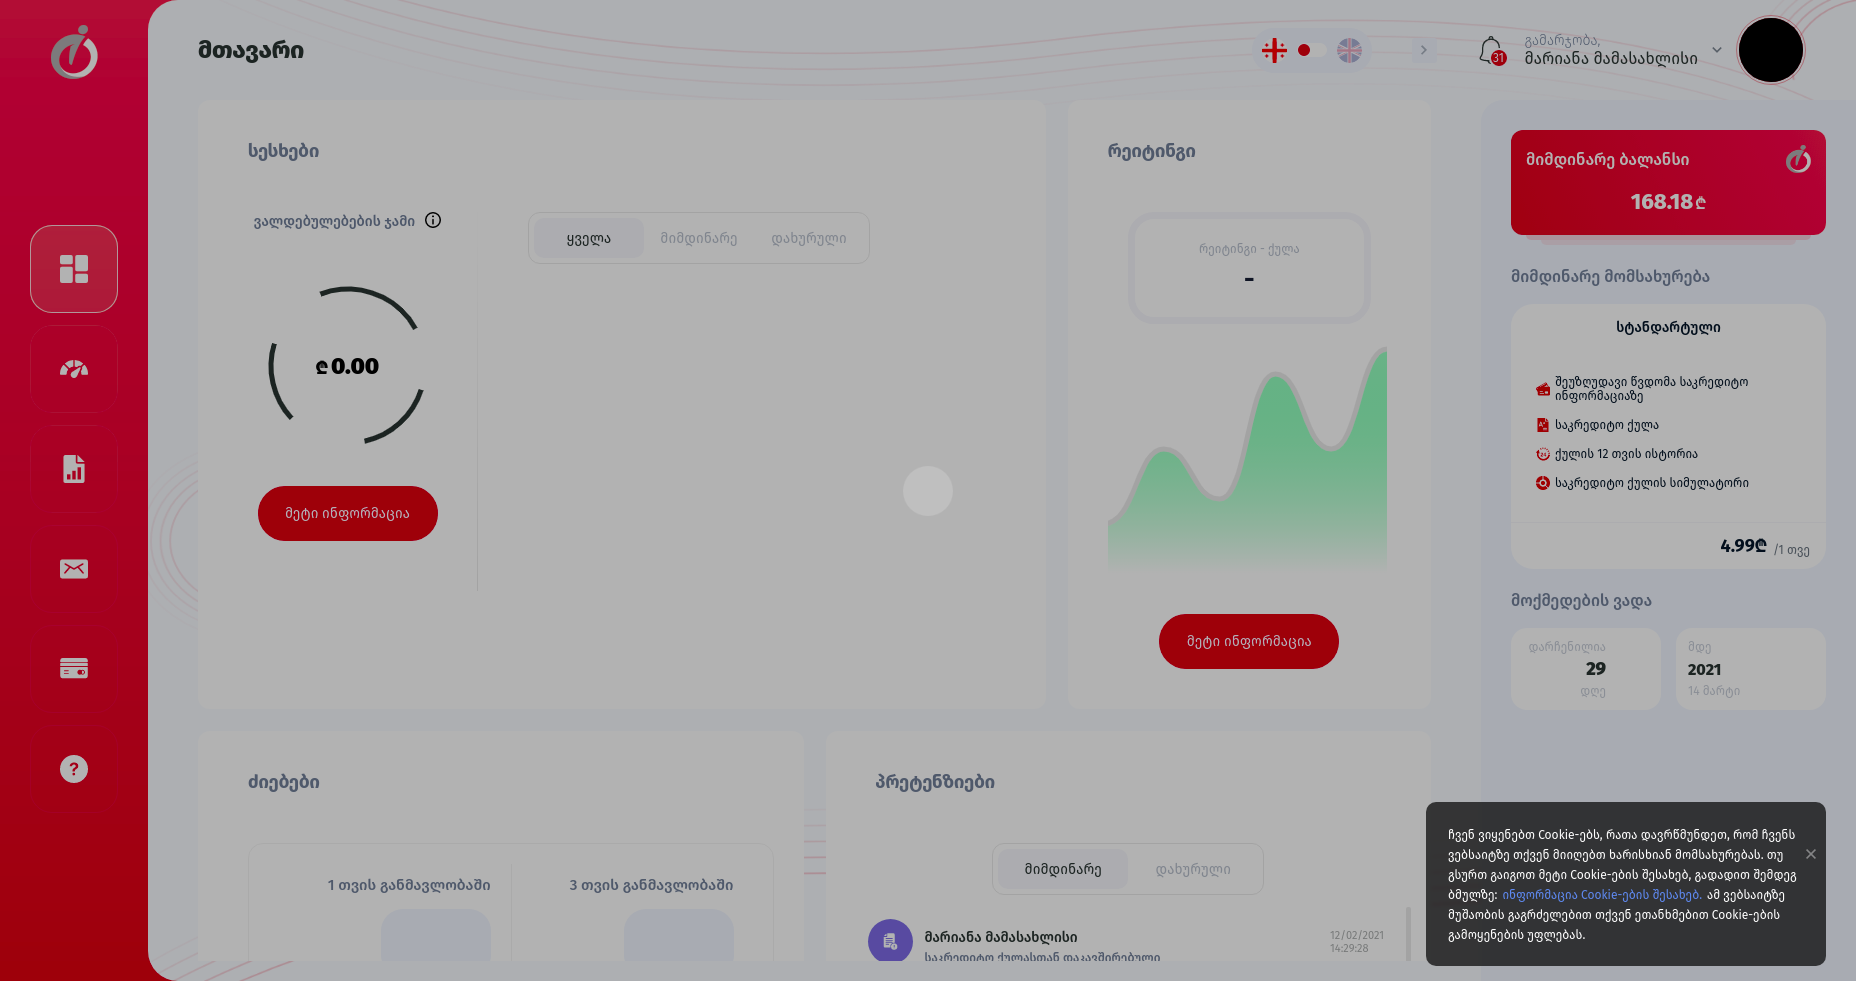 მთავარი
31
გამარჯობა,
მარიანა მამასახლისი
სესხები
ვალდებულებების ჯამი
ყველა
მიმდინარე
დახურული
₾ 0.00
მეტი ინფორმაცია
რეიტინგი
რეიტინგი - ქულა
-
მეტი ინფორმაცია
მიმდინარე ბალანსი
168.18 ₾
მიმდინარე მომსახურება
სტანდარტული
შეუზღუდავი წვდომა საკრედიტო
ინფორმაციაზე
საკრედიტო ქულა
ქულის 12 თვის ისტორია
საკრედიტო ქულის სიმულატორი
4.99₾ /1 თვე
მოქმედების ვადა
დარჩენილია
29
დღე
მდე
2021
14 მარტი
ძიებები
1 თვის განმავლობაში
3 თვის განმავლობაში
პრეტენზიები
მიმდინარე
დახურული
მარიანა მამასახლისი
საკრედიტო ქულასთან დაკავშირებული
12/02/2021
14:29:28
ჩვენ ვიყენებთ Cookie-ებს, რათა დავრწმუნდეთ, რომ ჩვენს
ვებსაიტზე თქვენ მიიღებთ ხარისხიან მომსახურებას. თუ
გსურთ გაიგოთ მეტი Cookie-ების შესახებ, გადადით შემდეგ
ბმულზე: ინფორმაცია Cookie-ების შესახებ. ამ ვებსაიტზე
მუშაობის გაგრძელებით თქვენ ეთანხმებით Cookie-ების
გამოყენების უფლებას.